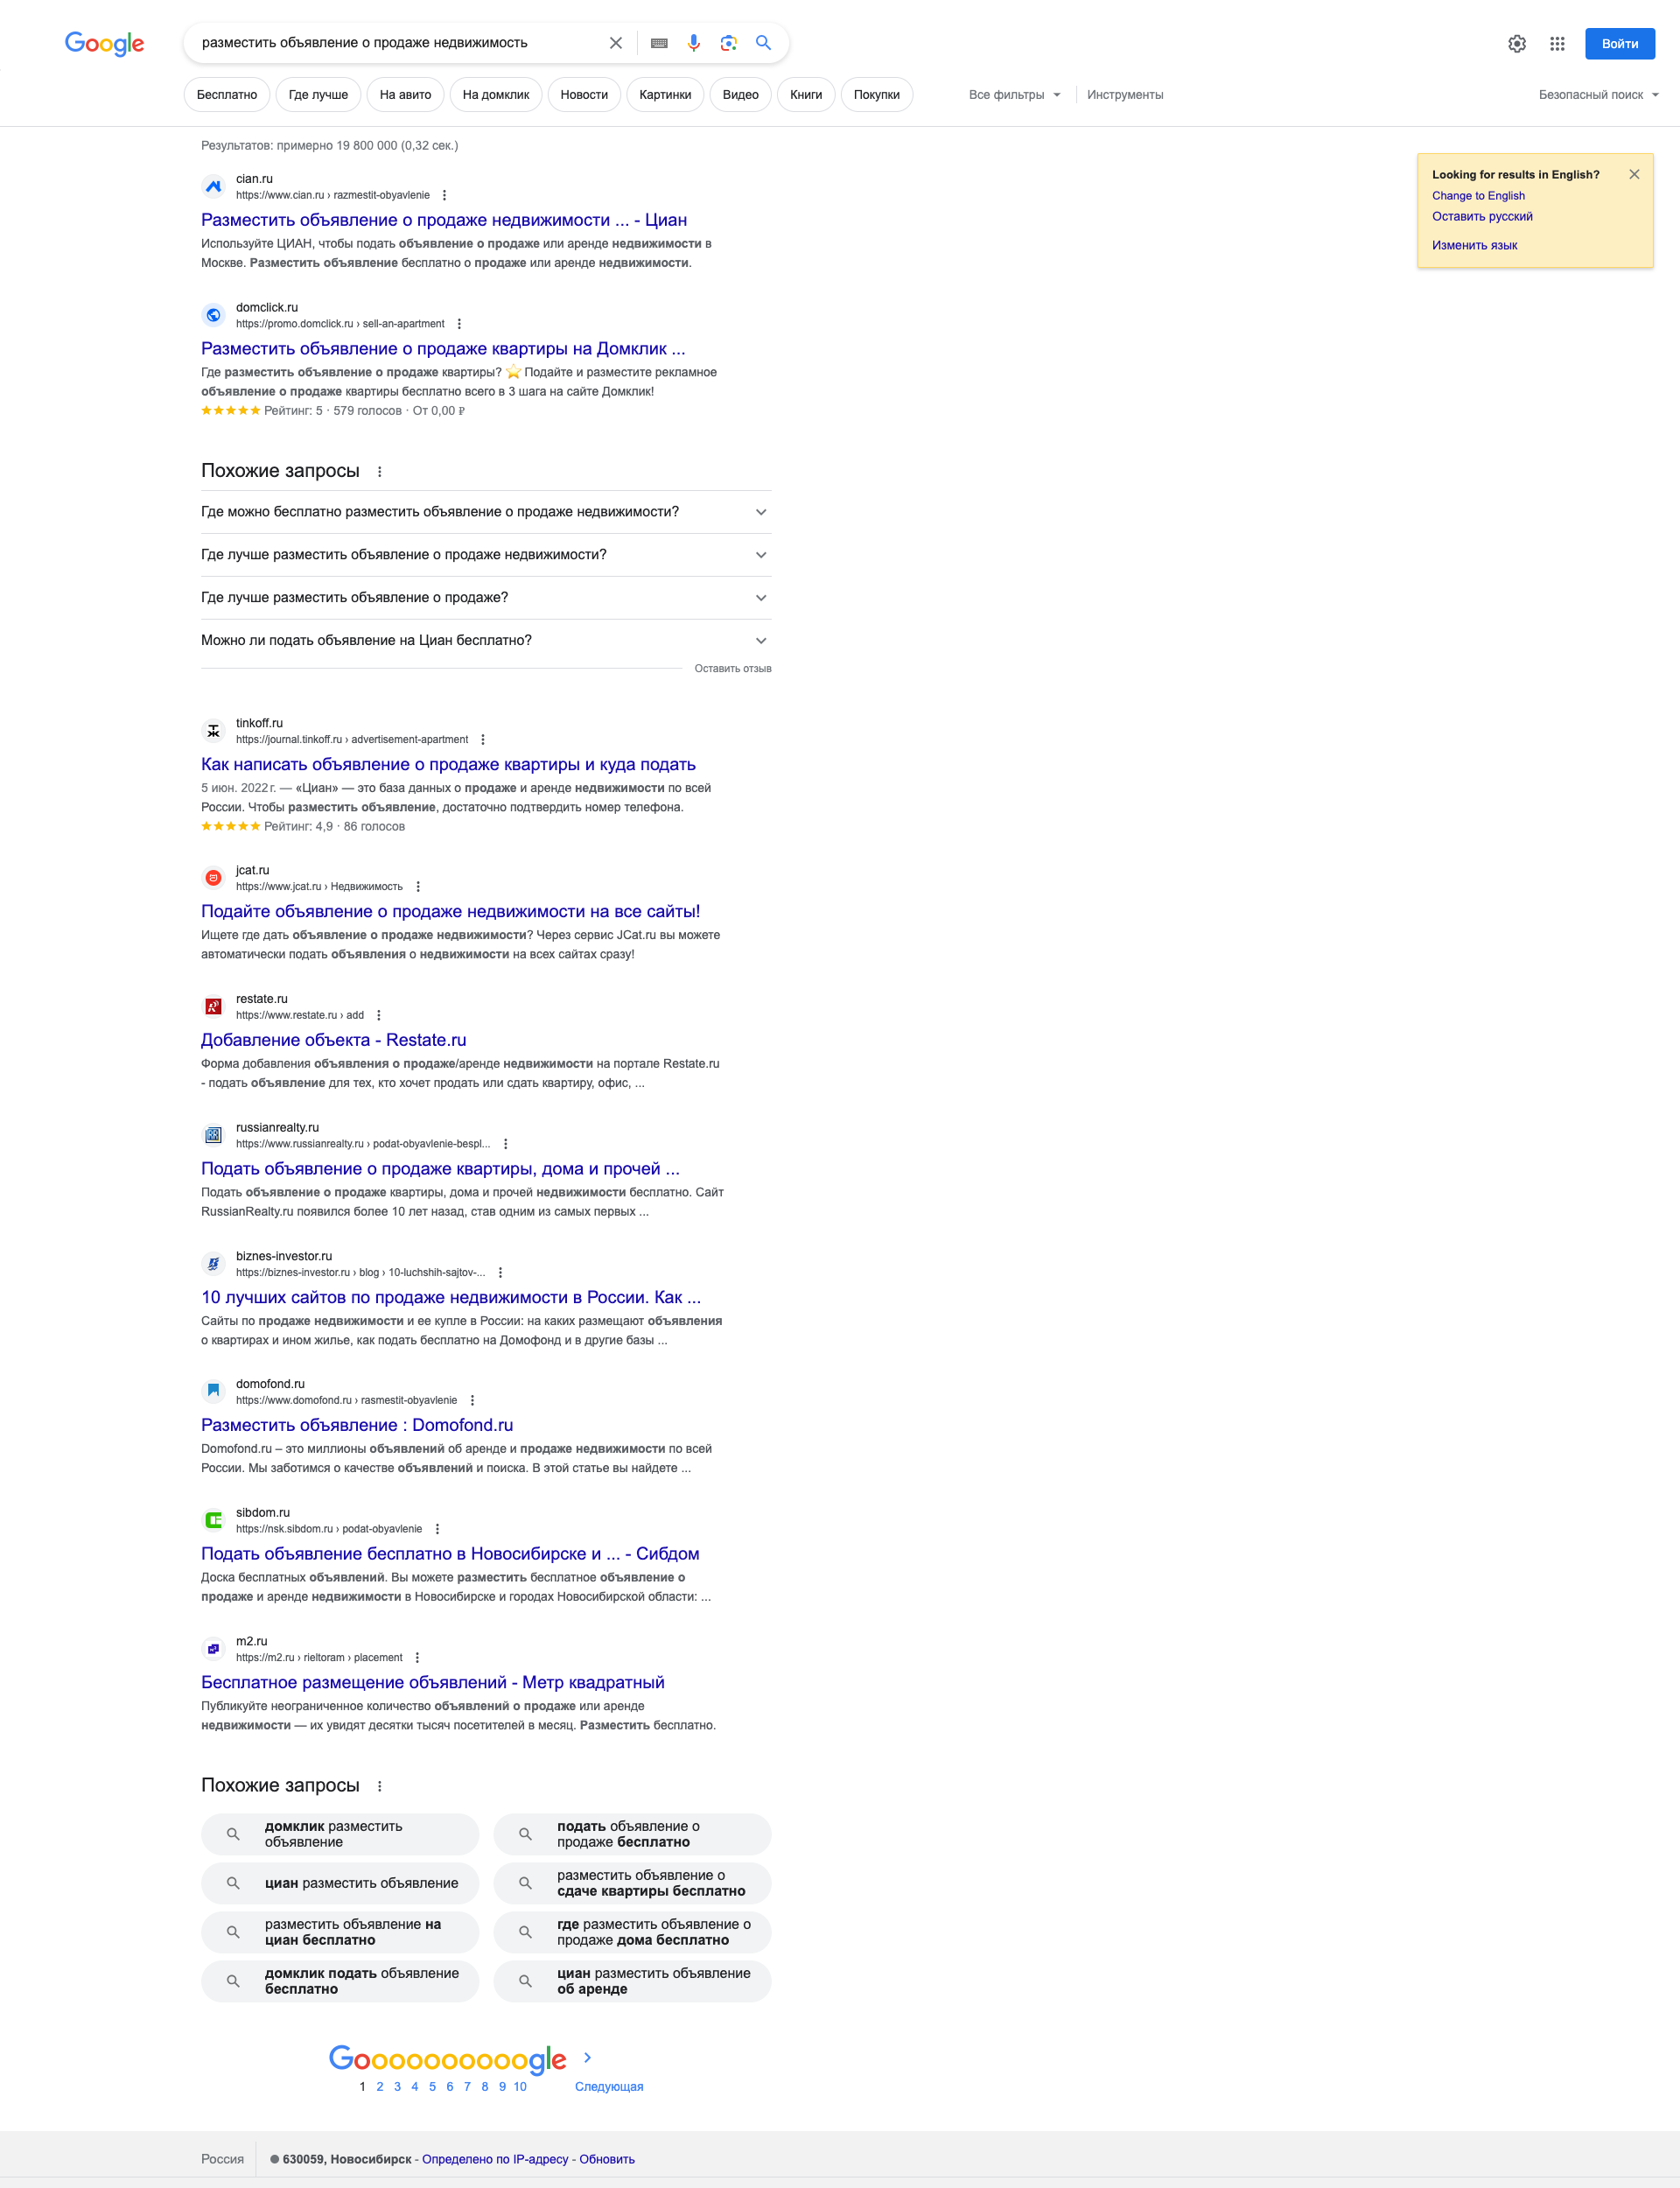 Google
разместить объявление о продаже недвижимость
Войти
Бесплатно Где лучше На авито На домклик Новости Картинки Видео Книги Покупки Все фильтры Инструменты Безопасный поиск
Результатов: примерно 19 800 000 (0,32 сек.)
Looking for results in English?
Change to English
Оставить русский
Изменить язык
cian.ru
https://www.cian.ru › razmestit-obyavlenie
Разместить объявление о продаже недвижимости ... - Циан
Используйте ЦИАН, чтобы подать объявление о продаже или аренде недвижимости в
Москве. Разместить объявление бесплатно о продаже или аренде недвижимости.
domclick.ru
https://promo.domclick.ru › sell-an-apartment
Разместить объявление о продаже квартиры на Домклик ...
Где разместить объявление о продаже квартиры? ⭐ Подайте и разместите рекламное
объявление о продаже квартиры бесплатно всего в 3 шага на сайте Домклик!
Рейтинг: 5 · 579 голосов · От 0,00 ₽
Похожие запросы
Где можно бесплатно разместить объявление о продаже недвижимости?
Где лучше разместить объявление о продаже недвижимости?
Где лучше разместить объявление о продаже?
Можно ли подать объявление на Циан бесплатно?
Оставить отзыв
tinkoff.ru
https://journal.tinkoff.ru › advertisement-apartment
Как написать объявление о продаже квартиры и куда подать
5 июн. 2022 г. — «Циан» — это база данных о продаже и аренде недвижимости по всей
России. Чтобы разместить объявление, достаточно подтвердить номер телефона.
Рейтинг: 4,9 · 86 голосов
jcat.ru
https://www.jcat.ru › Недвижимость
Подайте объявление о продаже недвижимости на все сайты!
Ищете где дать объявление о продаже недвижимости? Через сервис JCat.ru вы можете
автоматически подать объявления о недвижимости на всех сайтах сразу!
restate.ru
https://www.restate.ru › add
Добавление объекта - Restate.ru
Форма добавления объявления о продаже/аренде недвижимости на портале Restate.ru
- подать объявление для тех, кто хочет продать или сдать квартиру, офис, ...
russianrealty.ru
https://www.russianrealty.ru › podat-obyavlenie-bespl...
Подать объявление о продаже квартиры, дома и прочей ...
Подать объявление о продаже квартиры, дома и прочей недвижимости бесплатно. Сайт
RussianRealty.ru появился более 10 лет назад, став одним из самых первых ...
biznes-investor.ru
https://biznes-investor.ru › blog › 10-luchshih-sajtov-...
10 лучших сайтов по продаже недвижимости в России. Как ...
Сайты по продаже недвижимости и ее купле в России: на каких размещают объявления
о квартирах и ином жилье, как подать бесплатно на Домофонд и в другие базы ...
domofond.ru
https://www.domofond.ru › rasmestit-obyavlenie
Разместить объявление : Domofond.ru
Domofond.ru – это миллионы объявлений об аренде и продаже недвижимости по всей
России. Мы заботимся о качестве объявлений и поиска. В этой статье вы найдете ...
sibdom.ru
https://nsk.sibdom.ru › podat-obyavlenie
Подать объявление бесплатно в Новосибирске и ... - Сибдом
Доска бесплатных объявлений. Вы можете разместить бесплатное объявление о
продаже и аренде недвижимости в Новосибирске и городах Новосибирской области: ...
m2.ru
https://m2.ru › rieltoram › placement
Бесплатное размещение объявлений - Метр квадратный
Публикуйте неограниченное количество объявлений о продаже или аренде
недвижимости — их увидят десятки тысяч посетителей в месяц. Разместить бесплатно.
Похожие запросы
домклик разместить
объявление
подать объявление о
продаже бесплатно
циан разместить объявление
разместить объявление о
сдаче квартиры бесплатно
разместить объявление на
циан бесплатно
где разместить объявление о
продаже дома бесплатно
домклик подать объявление
бесплатно
циан разместить объявление
об аренде
Goooooooooogle
1 2 3 4 5 6 7 8 9 10 Следующая
Россия 630059, Новосибирск - Определено по IP-адресу - Обновить